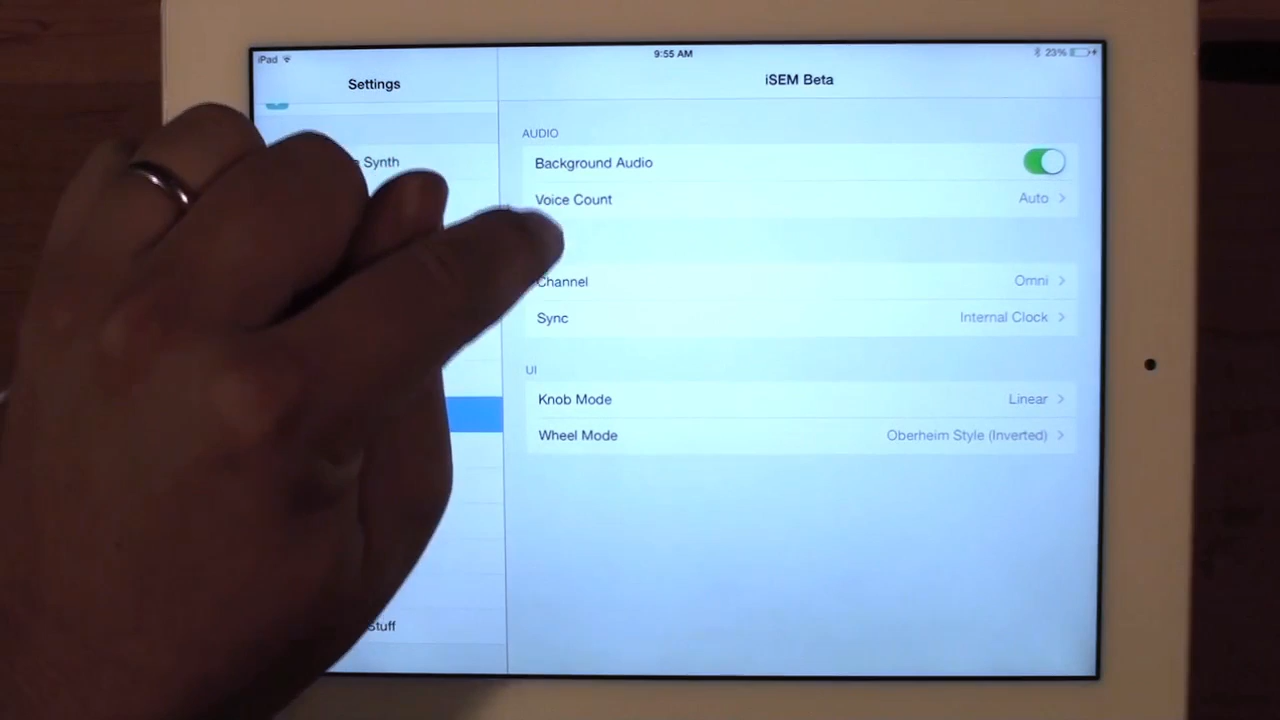 iPad 9:55 AM 23%
Settings
iSEM Beta
AUDIO
Synth
Background Audio
Voice Count Auto
Channel Omni
Sync Internal Clock
UI
Knob Mode Linear
Wheel Mode Oberheim Style (Inverted)
Stuff